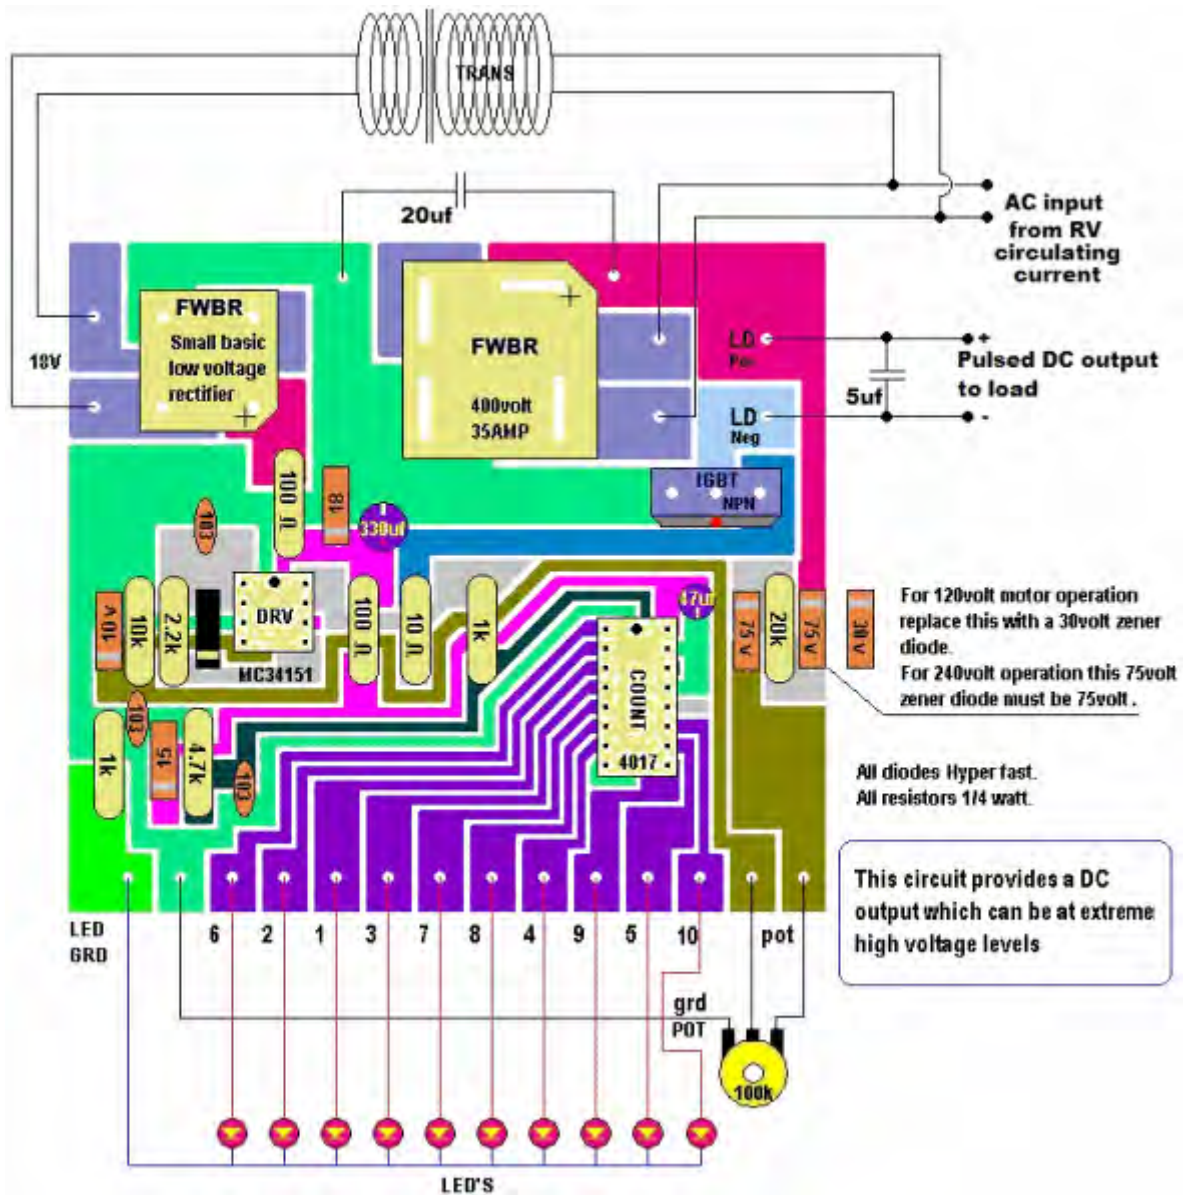 TRANS
20uf
AC input
from RV
circulating
current
FWBR
Small basic
low voltage
rectifier
18V
FWBR
400volt
35AMP
LD
Pos
LD
Neg
+
-
5uf
Pulsed DC output
to load
IGBT
NPN
100 Ω
18
330uf
103
10v
10k
2.2k
DRV
MC34151
100 Ω
10 Ω
1k
47uf
75v
20k
75v
30v
For 120volt motor operation
replace this with a 30volt zener
diode.
For 240volt operation this 75volt
zener diode must be 75volt .
COUNT
4017
1k
103
15
4.7k
103
All diodes Hyper fast.
All resistors 1/4 watt.
This circuit provides a DC
output which can be at extreme
high voltage levels
LED
GRD
6 2 1 3 7 8 4 9 5 10 pot
grd
POT
100k
LED'S